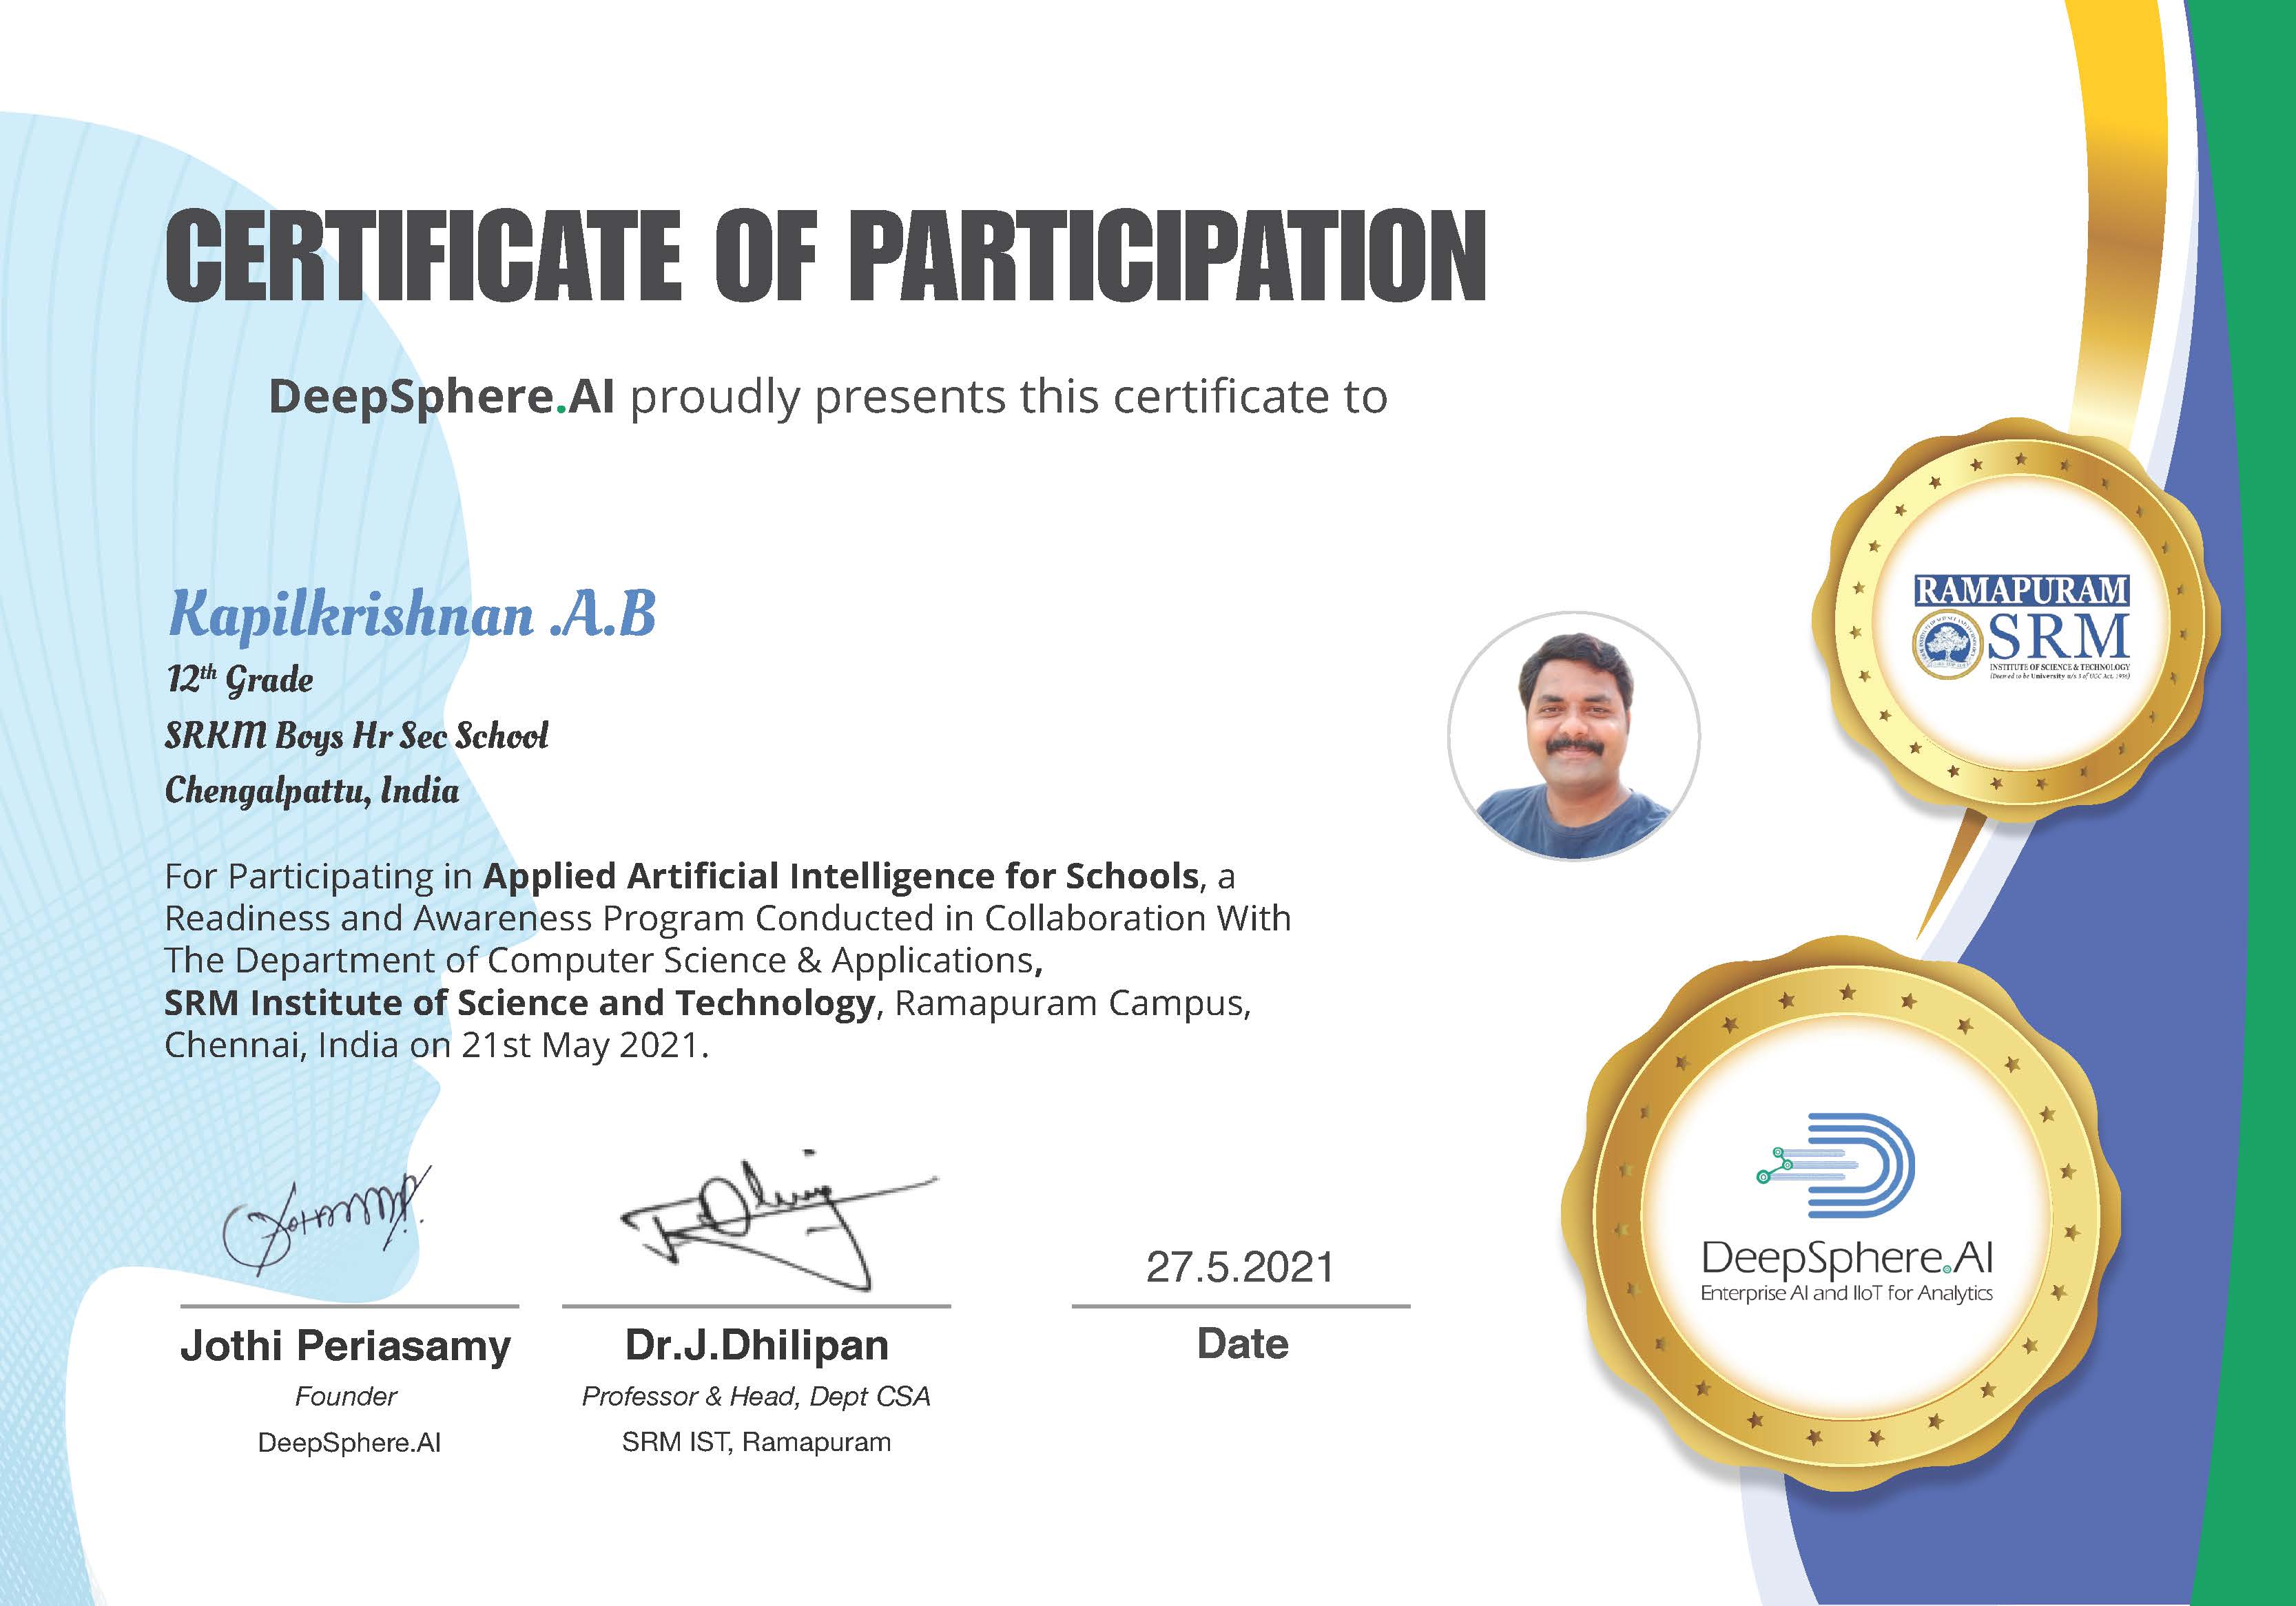 CERTIFICATE OF PARTICIPATION
DeepSphere.AI proudly presents this certificate to
Kapilkrishnan .A.B
12th Grade
SRKM Boys Hr Sec School
Chengalpattu, India
For Participating in Applied Artificial Intelligence for Schools, a
Readiness and Awareness Program Conducted in Collaboration With
The Department of Computer Science & Applications,
SRM Institute of Science and Technology, Ramapuram Campus,
Chennai, India on 21st May 2021.
27.5.2021
Jothi Periasamy
Founder
DeepSphere.AI
Dr.J.Dhilipan
Professor & Head, Dept CSA
SRM IST, Ramapuram
Date
RAMAPURAM
SRM
INSTITUTE OF SCIENCE & TECHNOLOGY
(Deemed to be University u/s 3 of UGC Act, 1956)
DeepSphere.AI
Enterprise AI and IIoT for Analytics